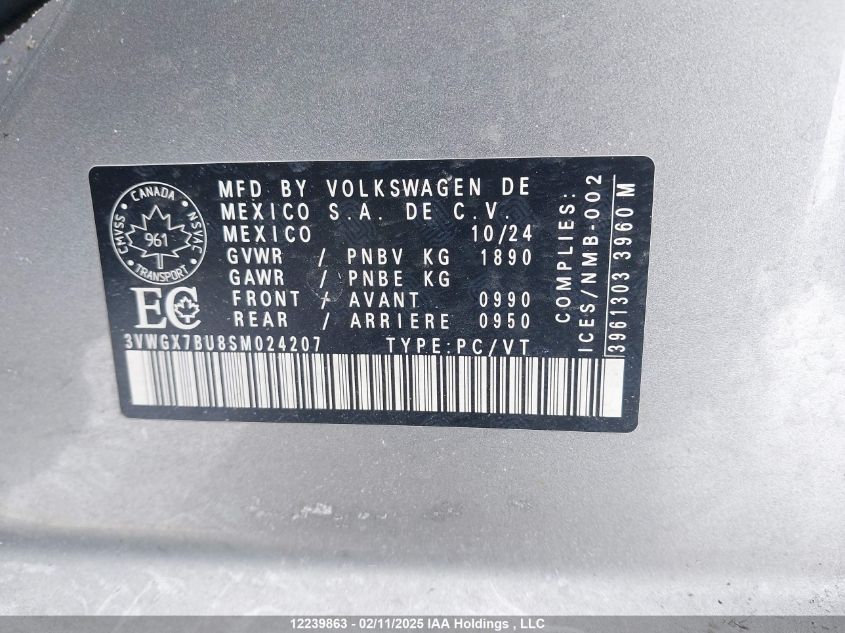 CANADA
CMVSS
NSVAC
961
TRANSPORT
EC
MFD BY VOLKSWAGEN DE
MEXICO S.A. DE C.V.
MEXICO 10/24
GVWR / PNBV KG 1890
GAWR / PNBE KG
FRONT / AVANT 0990
REAR / ARRIERE 0950
3VWGX7BU8SM024207 TYPE:PC/VT
COMPLIES:
ICES/NMB-002
3961303 3960 M
12239863 - 02/11/2025 IAA Holdings , LLC